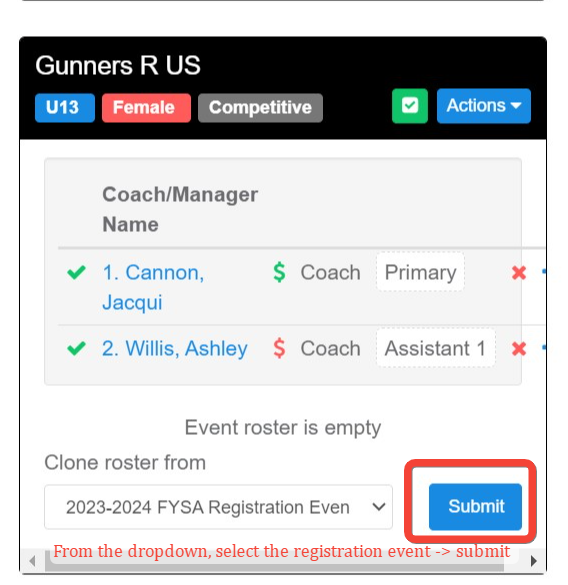 Gunners R US
U13 Female Competitive Actions
Coach/Manager
Name
1. Cannon, $ Coach Primary
Jacqui
2. Willis, Ashley $ Coach Assistant 1
Event roster is empty
Clone roster from
2023-2024 FYSA Registration Even Submit
From the dropdown, select the registration event -> submit